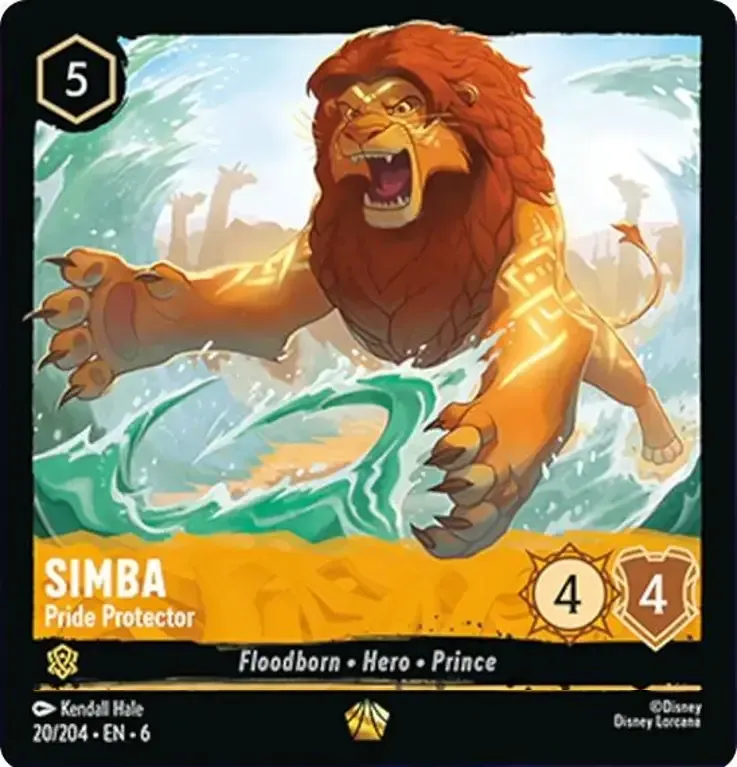 5
SIMBA
Pride Protector
4
4
Floodborn • Hero • Prince
Kendall Hale
20/204 • EN • 6
©Disney
Disney Lorcana